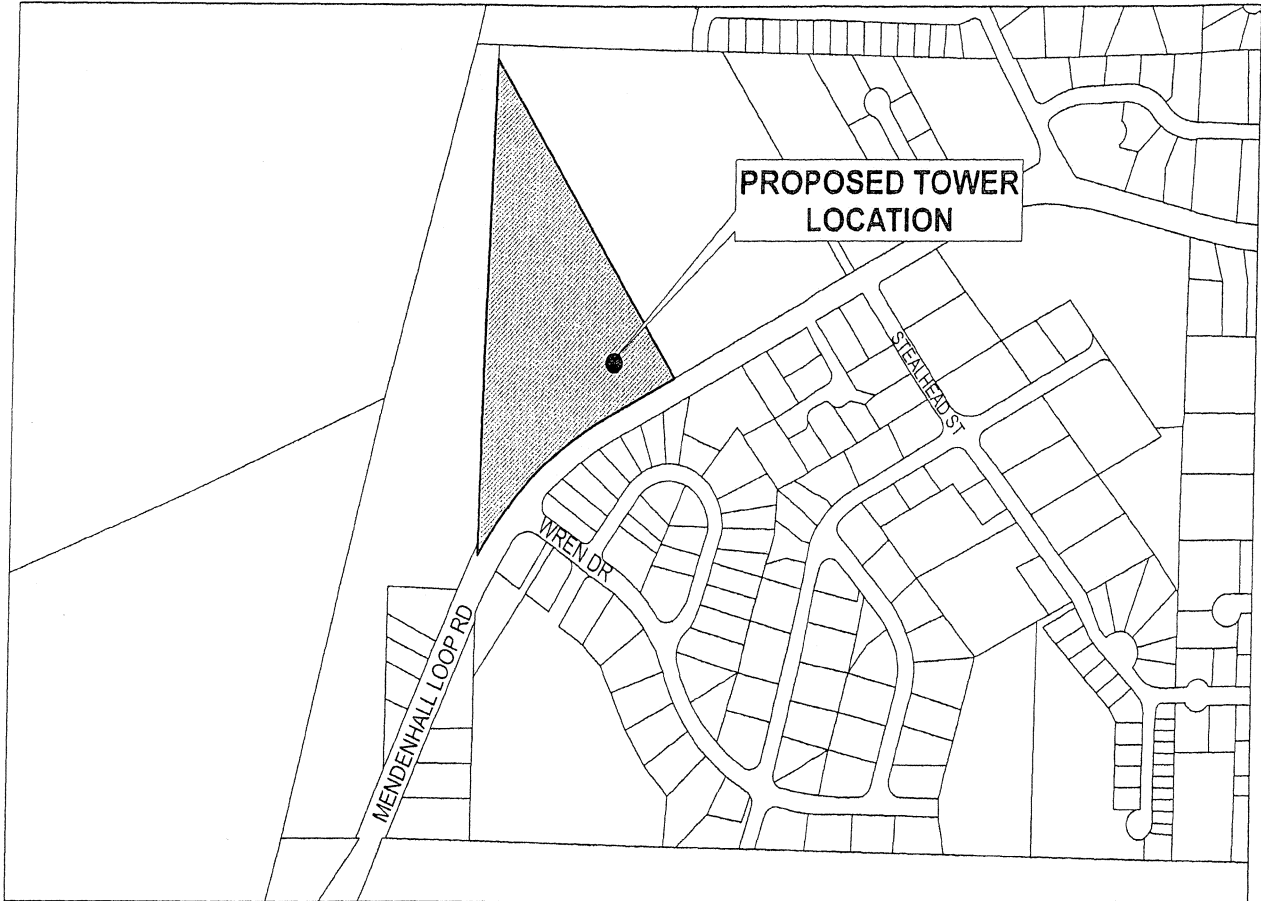 PROPOSED TOWER
LOCATION
STEALHEAD ST
WREN DR
MENDENHALL LOOP RD